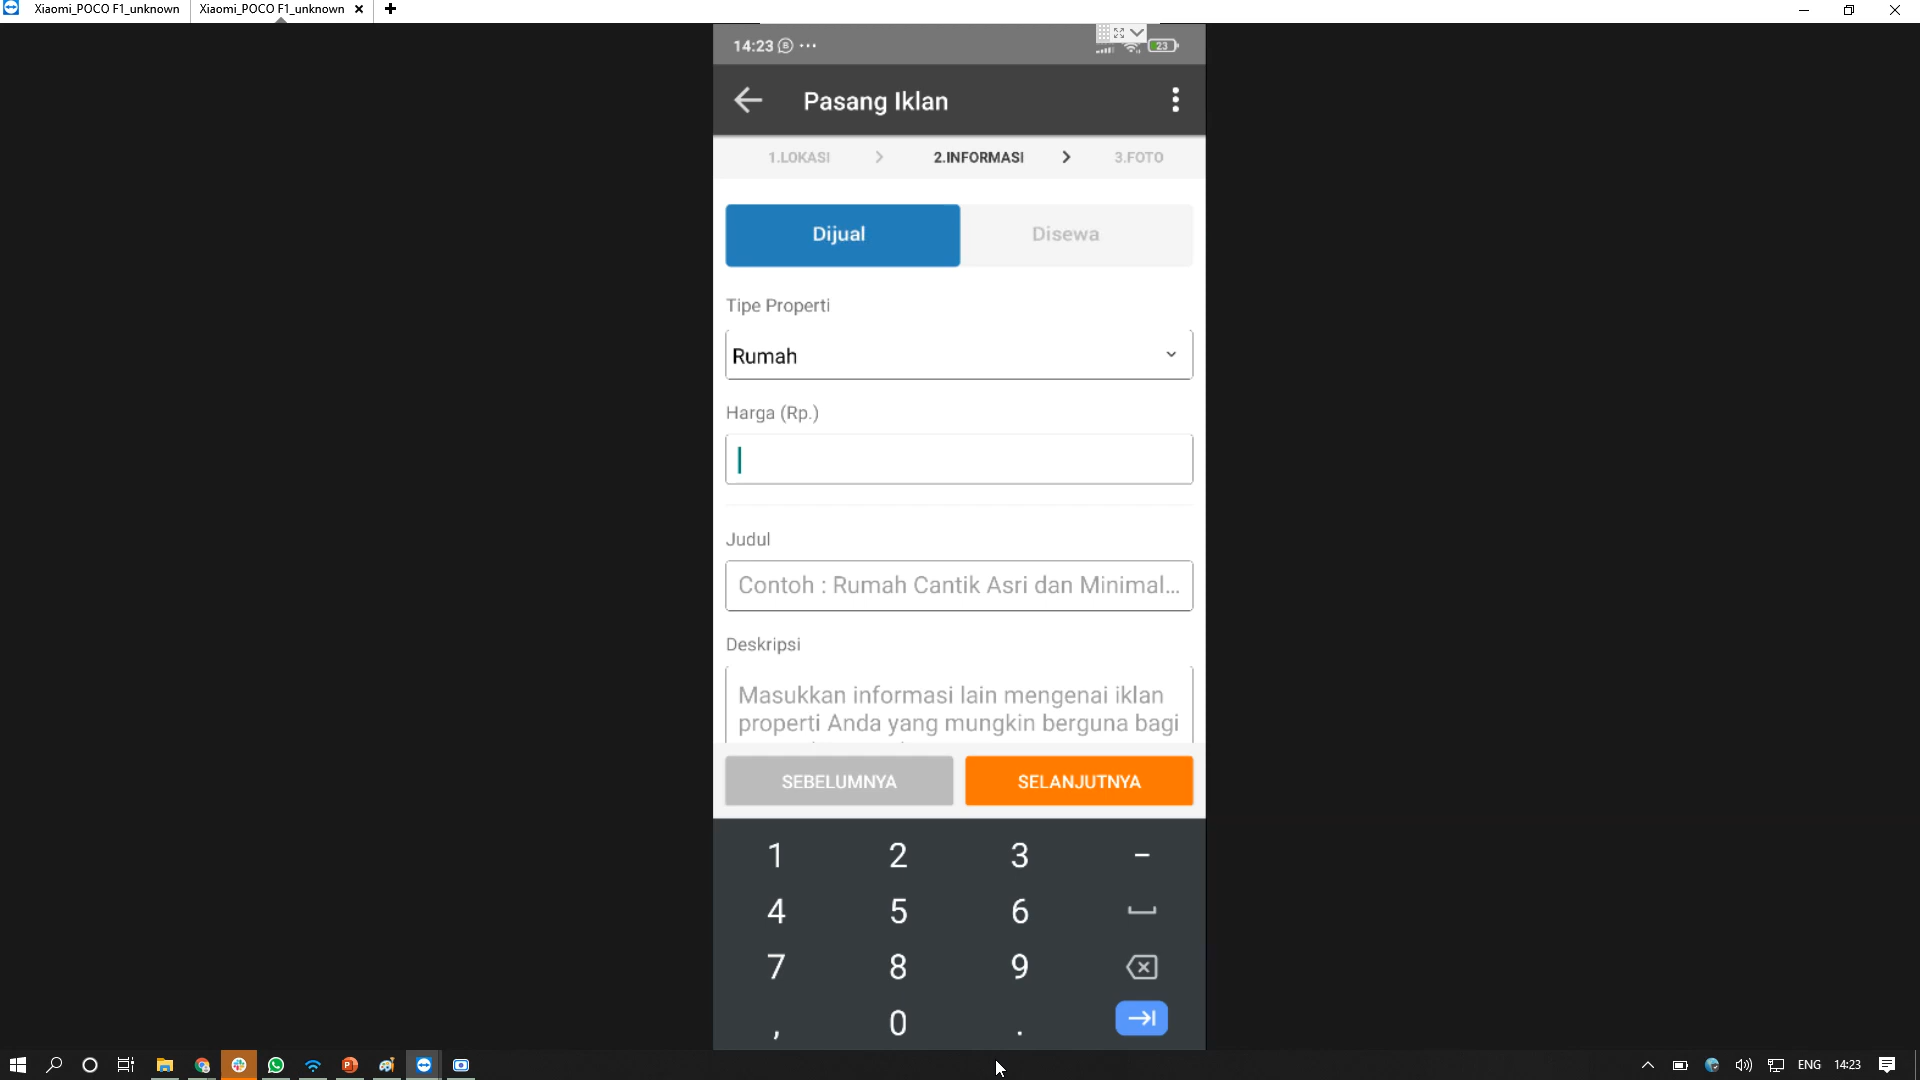 Xiaomi_POCO F1_unknown
Xiaomi_POCO F1_unknown
14:23
23
Pasang Iklan
1.LOKASI
2.INFORMASI
3.FOTO
Dijual
Disewa
Tipe Properti
Rumah
Harga (Rp.)
Judul
Contoh : Rumah Cantik Asri dan Minimal...
Deskripsi
Masukkan informasi lain mengenai iklan
properti Anda yang mungkin berguna bagi
SEBELUMNYA
SELANJUTNYA
1 2 3 –
4 5 6
7 8 9
, 0 .
ENG 14:23